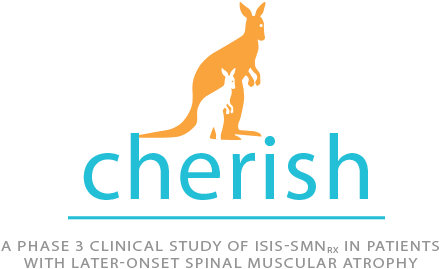 cherish
A PHASE 3 CLINICAL STUDY OF ISIS-SMNRX IN PATIENTS
WITH LATER-ONSET SPINAL MUSCULAR ATROPHY